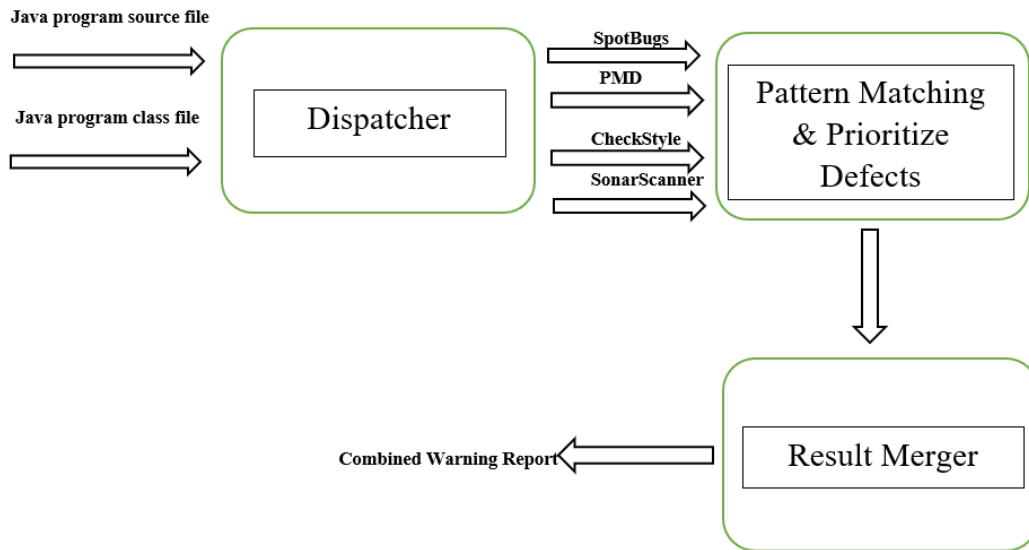 Java program source file
Java program class file
Dispatcher
SpotBugs
PMD
CheckStyle
SonarScanner
Pattern Matching
& Prioritize
Defects
Result Merger
Combined Warning Report